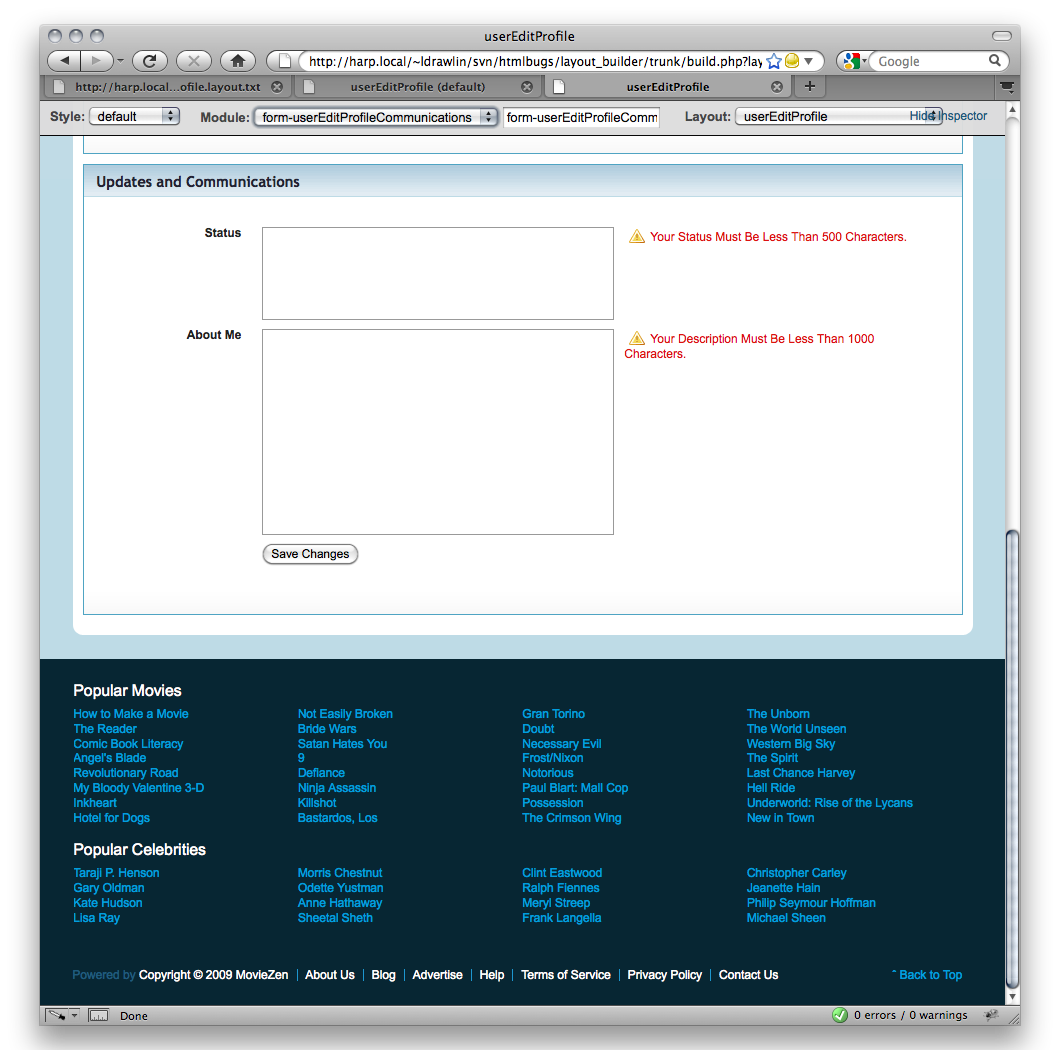 userEditProfile
http://harp.local/~ldrawlin/svn/htmlbugs/layout_builder/trunk/build.php?lay
Google
http://harp.local...ofile.layout.txt
userEditProfile (default)
userEditProfile
Style: default
Module: form-userEditProfileCommunications
form-userEditProfileComm
Layout: userEditProfile
Hide Inspector
Updates and Communications
Status
Your Status Must Be Less Than 500 Characters.
About Me
Your Description Must Be Less Than 1000
Characters.
Save Changes
Popular Movies
How to Make a Movie
The Reader
Comic Book Literacy
Angel's Blade
Revolutionary Road
My Bloody Valentine 3-D
Inkheart
Hotel for Dogs
Not Easily Broken
Bride Wars
Satan Hates You
9
Defiance
Ninja Assassin
Killshot
Bastardos, Los
Gran Torino
Doubt
Necessary Evil
Frost/Nixon
Notorious
Paul Blart: Mall Cop
Possession
The Crimson Wing
The Unborn
The World Unseen
Western Big Sky
The Spirit
Last Chance Harvey
Hell Ride
Underworld: Rise of the Lycans
New in Town
Popular Celebrities
Taraji P. Henson
Gary Oldman
Kate Hudson
Lisa Ray
Morris Chestnut
Odette Yustman
Anne Hathaway
Sheetal Sheth
Clint Eastwood
Ralph Fiennes
Meryl Streep
Frank Langella
Christopher Carley
Jeanette Hain
Philip Seymour Hoffman
Michael Sheen
Powered by Copyright © 2009 MovieZen | About Us | Blog | Advertise | Help | Terms of Service | Privacy Policy | Contact Us
ˆ Back to Top
Done
0 errors / 0 warnings